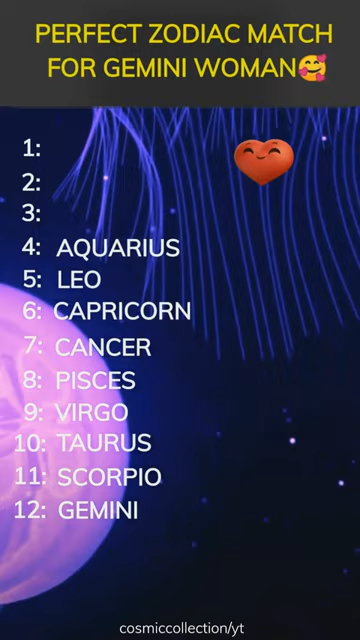 PERFECT ZODIAC MATCH
FOR GEMINI WOMAN🥰
1:
2:
3:
4: AQUARIUS
5: LEO
6: CAPRICORN
7: CANCER
8: PISCES
9: VIRGO
10: TAURUS
11: SCORPIO
12: GEMINI
cosmiccollection/yt